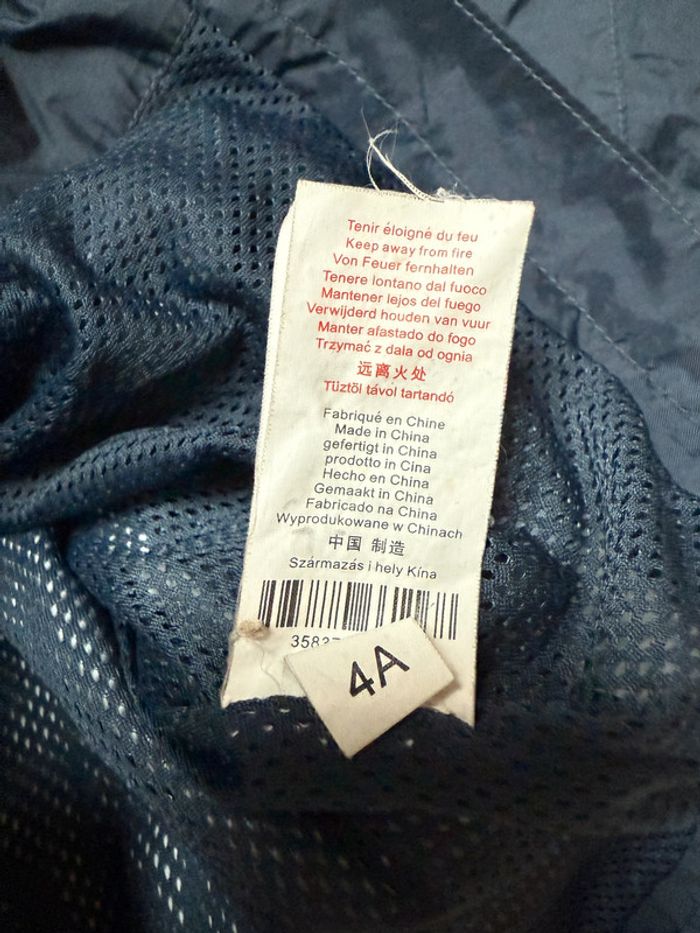 Tenir éloigné du feu
Keep away from fire
Von Feuer fernhalten
Tenere lontano dal fuoco
Mantener lejos del fuego
Verwijderd houden van vuur
Manter afastado do fogo
Trzymać z dala od ognia
远离火处
Tüztöl távol tartandó
Fabriqué en Chine
Made in China
gefertigt in China
prodotto in Cina
Hecho en China
Gemaakt in China
Fabricado na China
Wyprodukowane w Chinach
中国 制造
Származás i hely Kína
4A